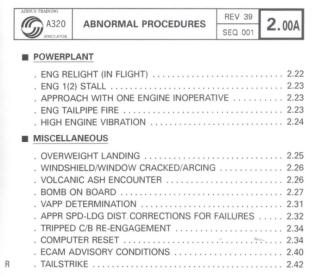 AIRBUS TRAINING
A320
SIMULATOR
ABNORMAL PROCEDURES
REV 39
SEQ 001
2.00A
■ POWERPLANT
. ENG RELIGHT (IN FLIGHT) ........................... 2.22
. ENG 1(2) STALL ........................... 2.23
. APPROACH WITH ONE ENGINE INOPERATIVE ........................... 2.23
. ENG TAILPIPE FIRE ........................... 2.23
. HIGH ENGINE VIBRATION ........................... 2.24
■ MISCELLANEOUS
. OVERWEIGHT LANDING ........................... 2.25
. WINDSHIELD/WINDOW CRACKED/ARCING ........................... 2.26
. VOLCANIC ASH ENCOUNTER ........................... 2.26
. BOMB ON BOARD ........................... 2.27
. VAPP DETERMINATION ........................... 2.31
. APPR SPD-LDG DIST CORRECTIONS FOR FAILURES ..... 2.32
. TRIPPED C/B RE-ENGAGEMENT ........................... 2.34
. COMPUTER RESET ........................... 2.34
. ECAM ADVISORY CONDITIONS ........................... 2.40
R . TAILSTRIKE ........................... 2.42